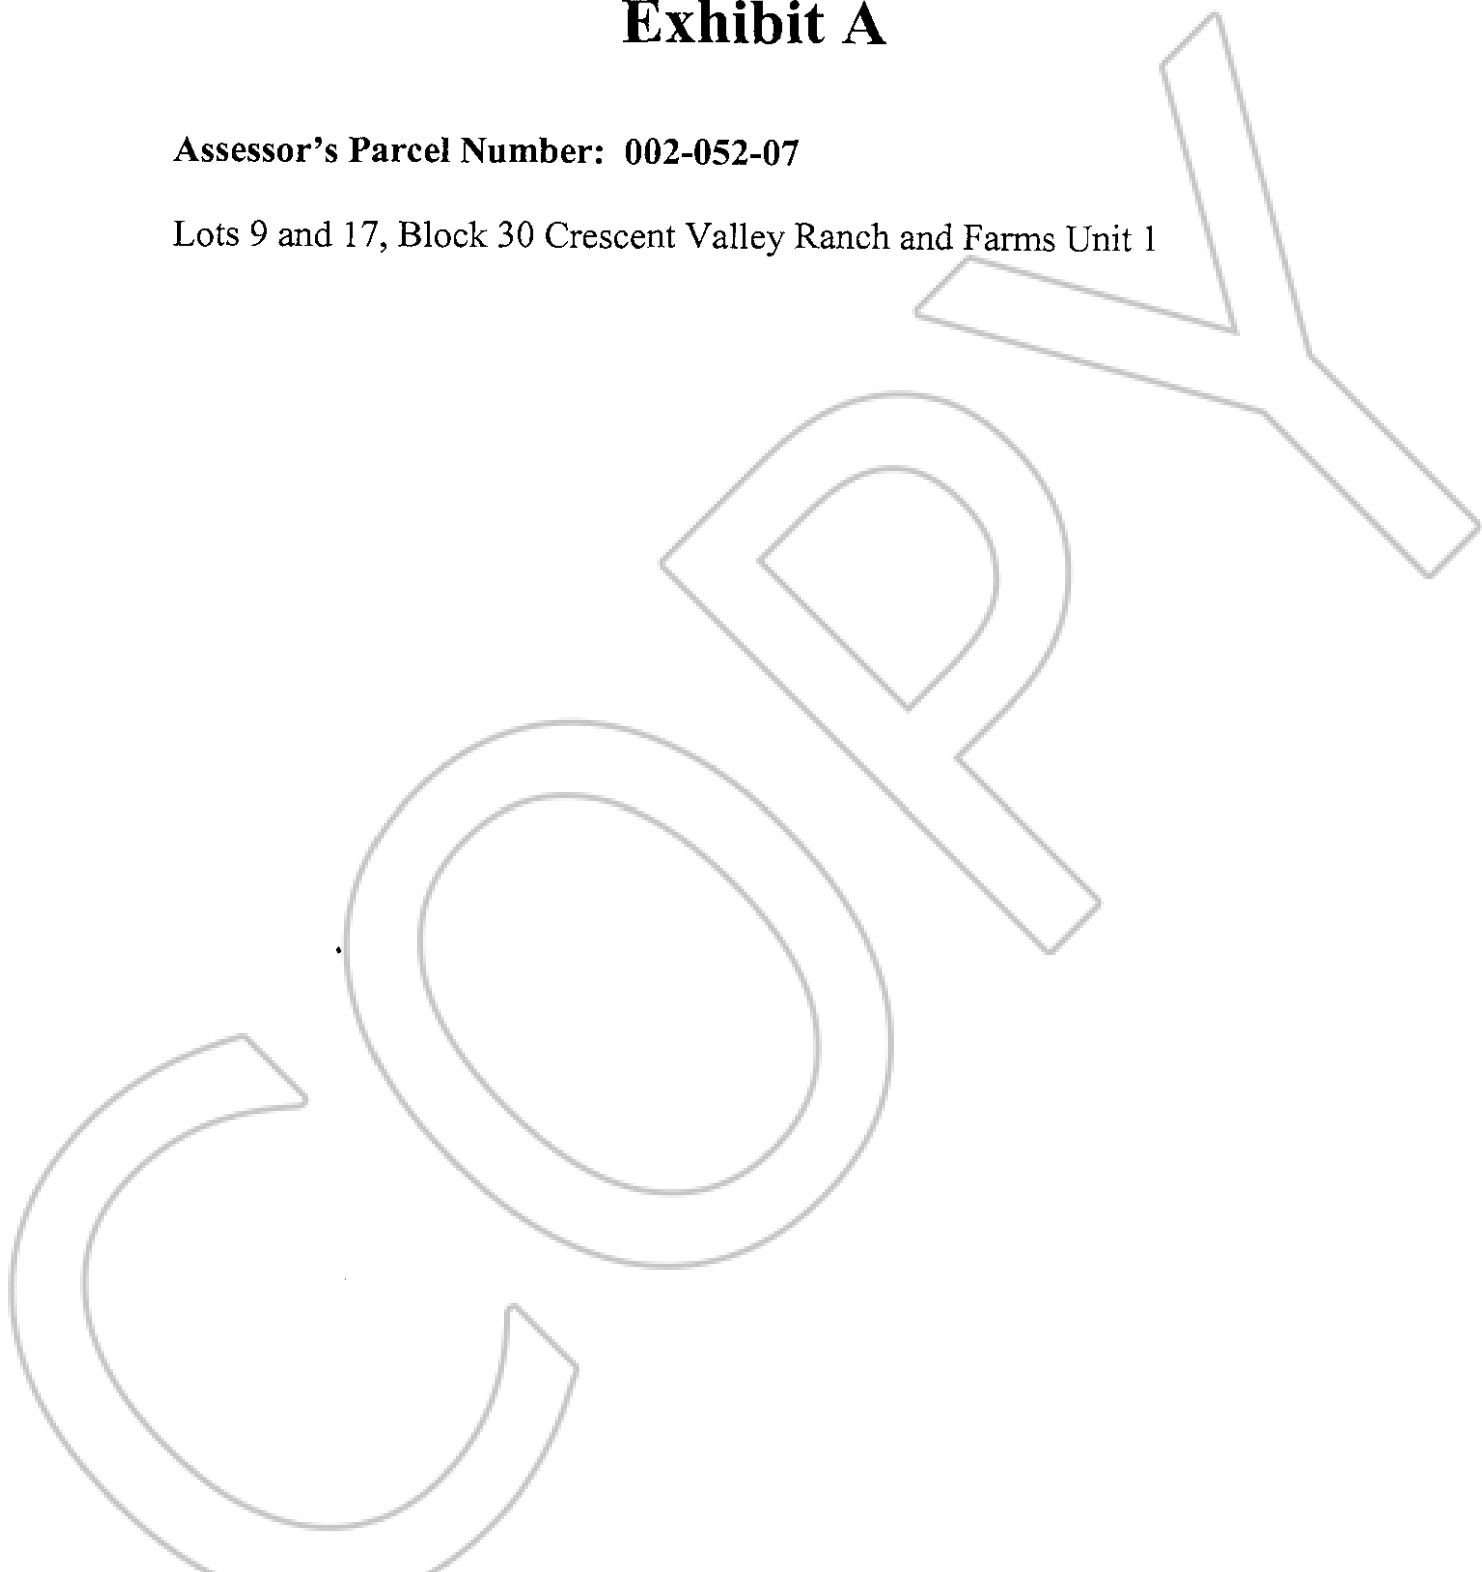 Exhibit A
Assessor's Parcel Number: 002-052-07
Lots 9 and 17, Block 30 Crescent Valley Ranch and Farms Unit 1
COPY